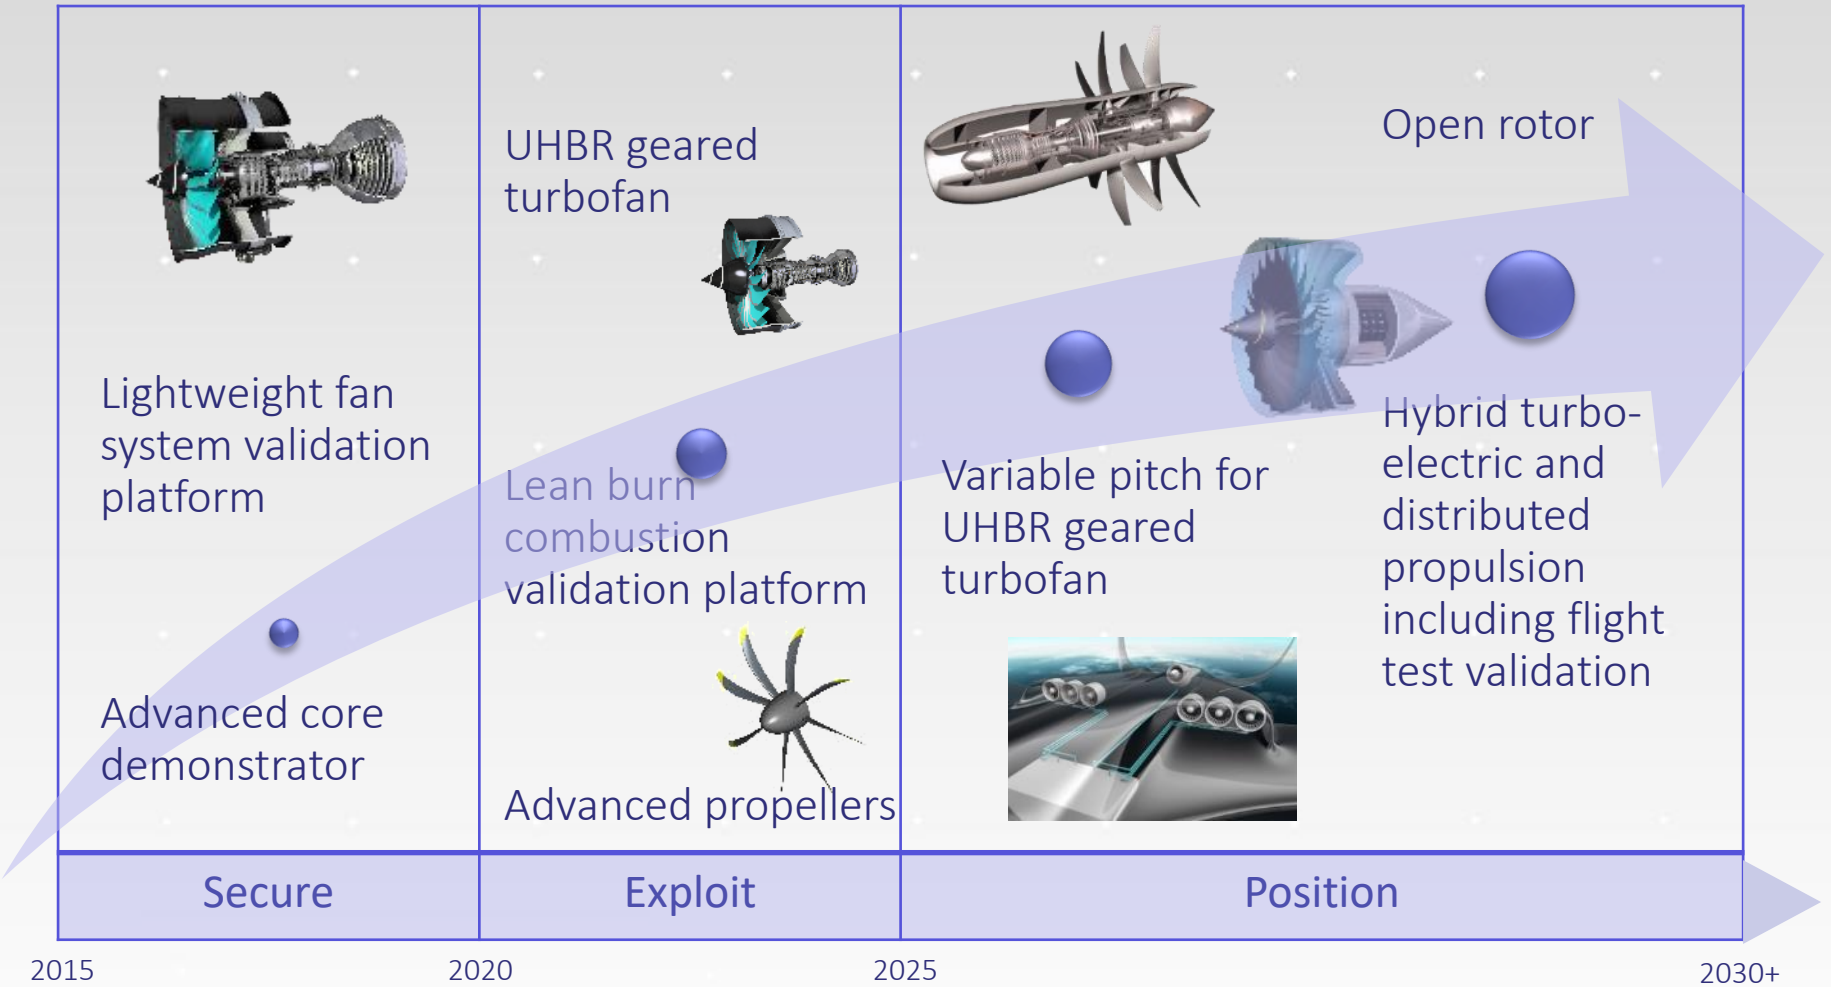 Lightweight fan
system validation
platform
Advanced core
demonstrator
UHBR geared
turbofan
Lean burn
combustion
validation platform
Advanced propellers
Variable pitch for
UHBR geared
turbofan
Open rotor
Hybrid turbo-
electric and
distributed
propulsion
including flight
test validation
Secure
Exploit
Position
2015
2020
2025
2030+